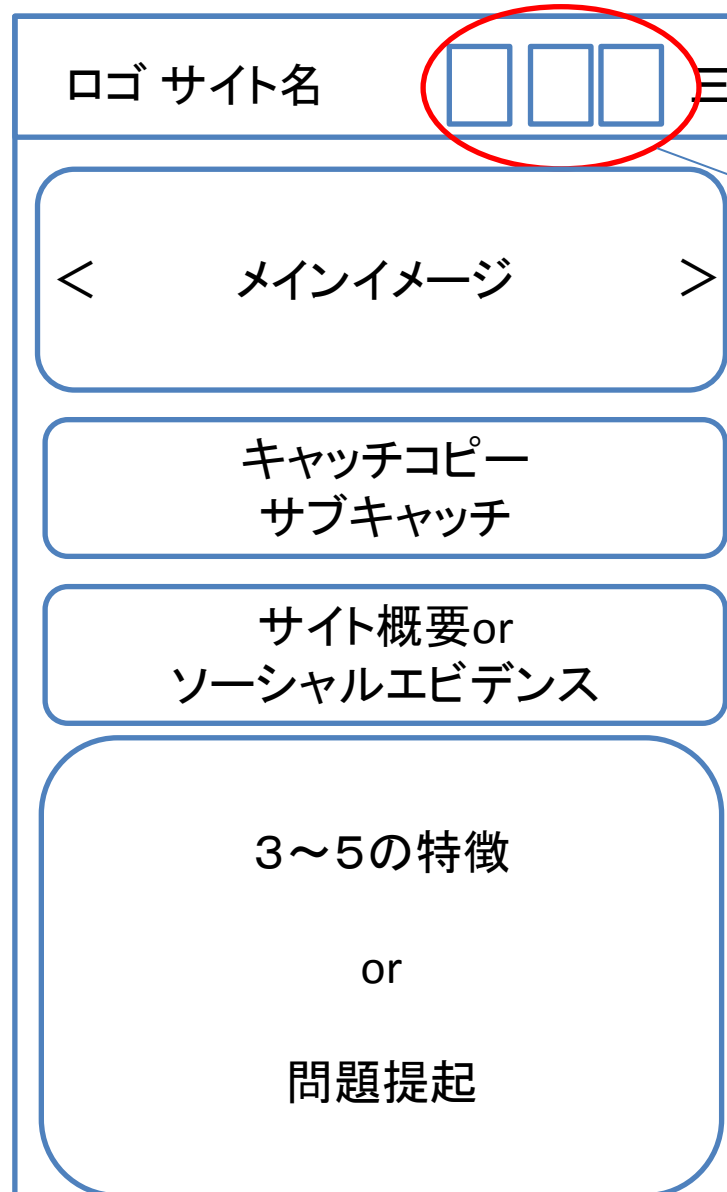 ロゴ サイト名
＜ メインイメージ ＞
キャッチコピー
サブキャッチ
サイト概要or
ソーシャルエビデンス
３～５の特徴
or
問題提起